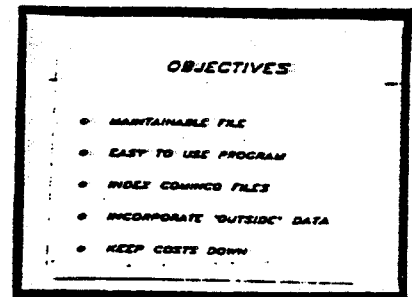 OBJECTIVES
• MAINTAINABLE FILE
• EASY TO USE PROGRAM
• INDEX COMINCO FILES
• INCORPORATE "OUTSIDE" DATA
• KEEP COSTS DOWN